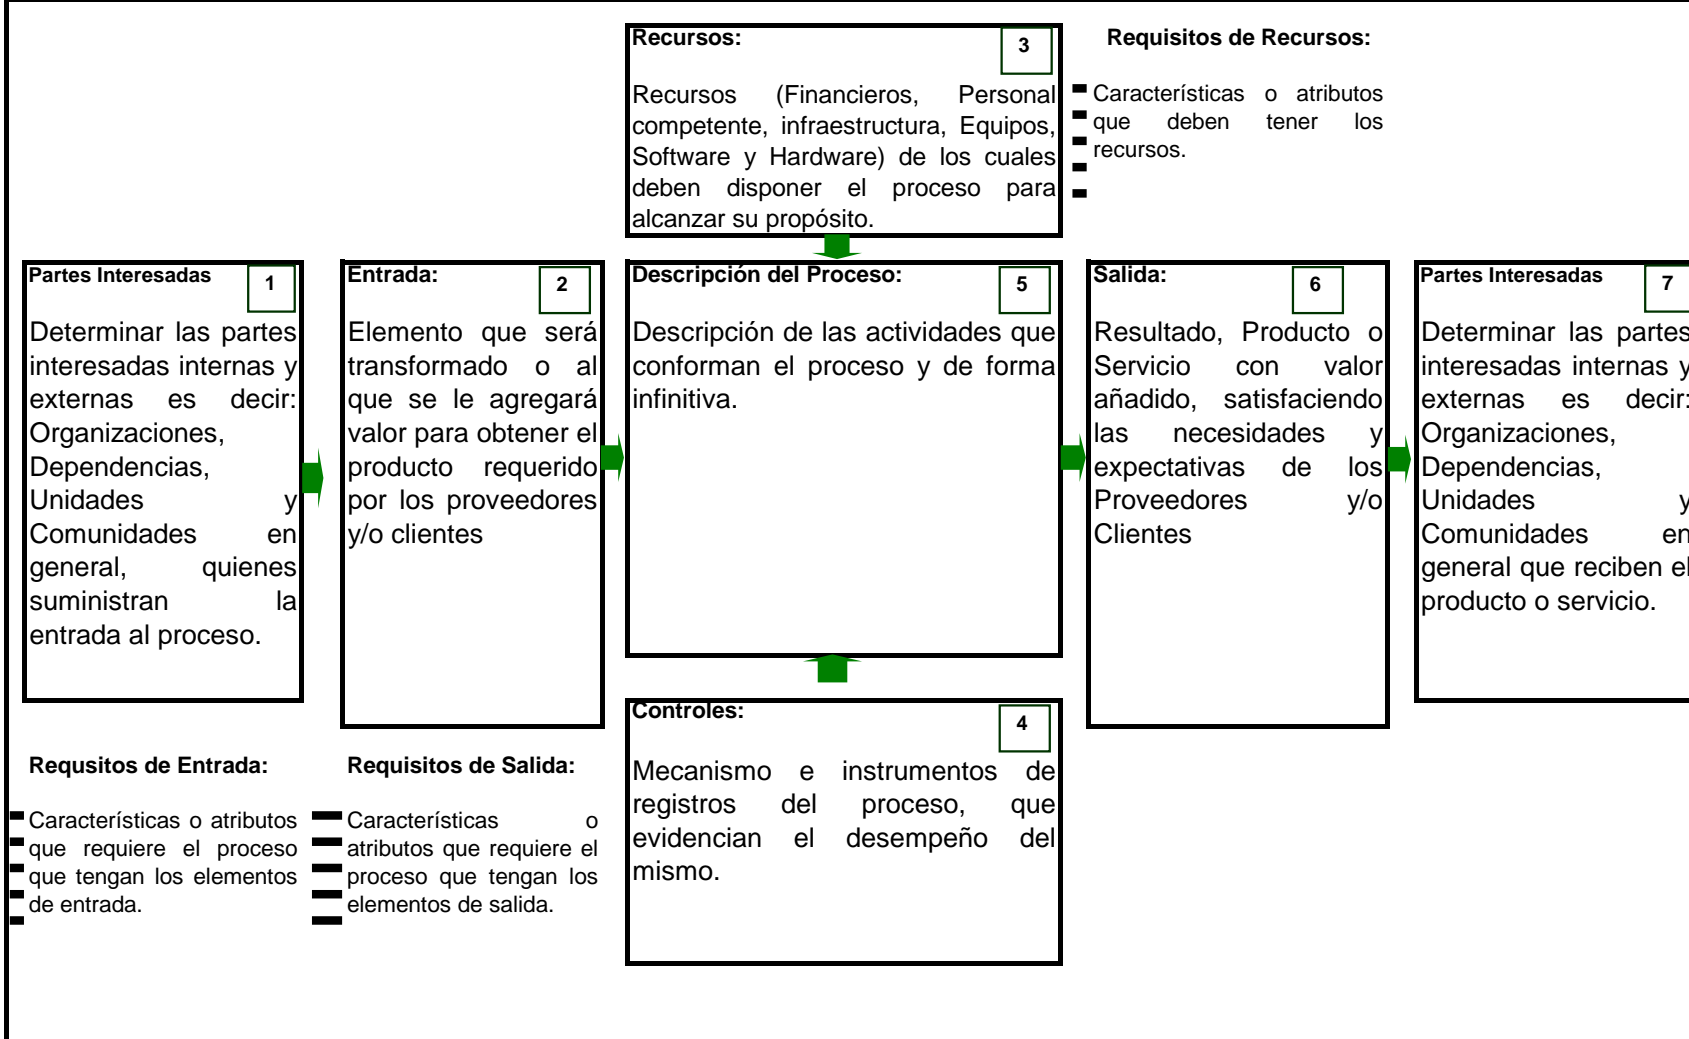 Recursos:
3
Recursos (Financieros, Personal
competente, infraestructura, Equipos,
Software y Hardware) de los cuales
deben disponer el proceso para
alcanzar su propósito.
Requisitos de Recursos:
Características o atributos
que deben tener los
recursos.
Partes Interesadas
1
Determinar las partes
interesadas internas y
externas es decir:
Organizaciones,
Dependencias,
Unidades y
Comunidades en
general, quienes
suministran la
entrada al proceso.
Entrada:
2
Elemento que será
transformado o al
que se le agregará
valor para obtener el
producto requerido
por los proveedores
y/o clientes
Descripción del Proceso:
5
Descripción de las actividades que
conforman el proceso y de forma
infinitiva.
Salida:
6
Resultado, Producto o
Servicio con valor
añadido, satisfaciendo
las necesidades y
expectativas de los
Proveedores y/o
Clientes
Partes Interesadas
7
Determinar las partes
interesadas internas y
externas es decir:
Organizaciones,
Dependencias,
Unidades y
Comunidades en
general que reciben el
producto o servicio.
Requsitos de Entrada:
Características o atributos
que requiere el proceso
que tengan los elementos
de entrada.
Requisitos de Salida:
Características o
atributos que requiere el
proceso que tengan los
elementos de salida.
Controles:
4
Mecanismo e instrumentos de
registros del proceso, que
evidencian el desempeño del
mismo.